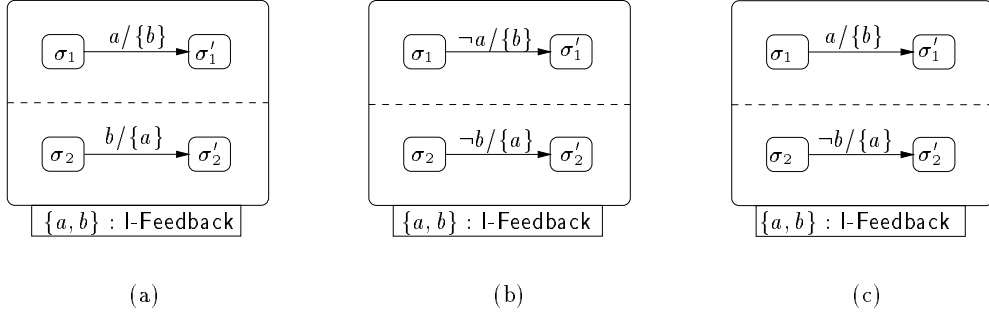 a/{b} ¬a/{b} a/{b}
σ₁ σ₁′ σ₁ σ₁′ σ₁ σ₁′
b/{a} ¬b/{a} ¬b/{a}
σ₂ σ₂′ σ₂ σ₂′ σ₂ σ₂′
{a, b} : I-Feedback {a, b} : I-Feedback {a, b} : I-Feedback
(a) (b) (c)